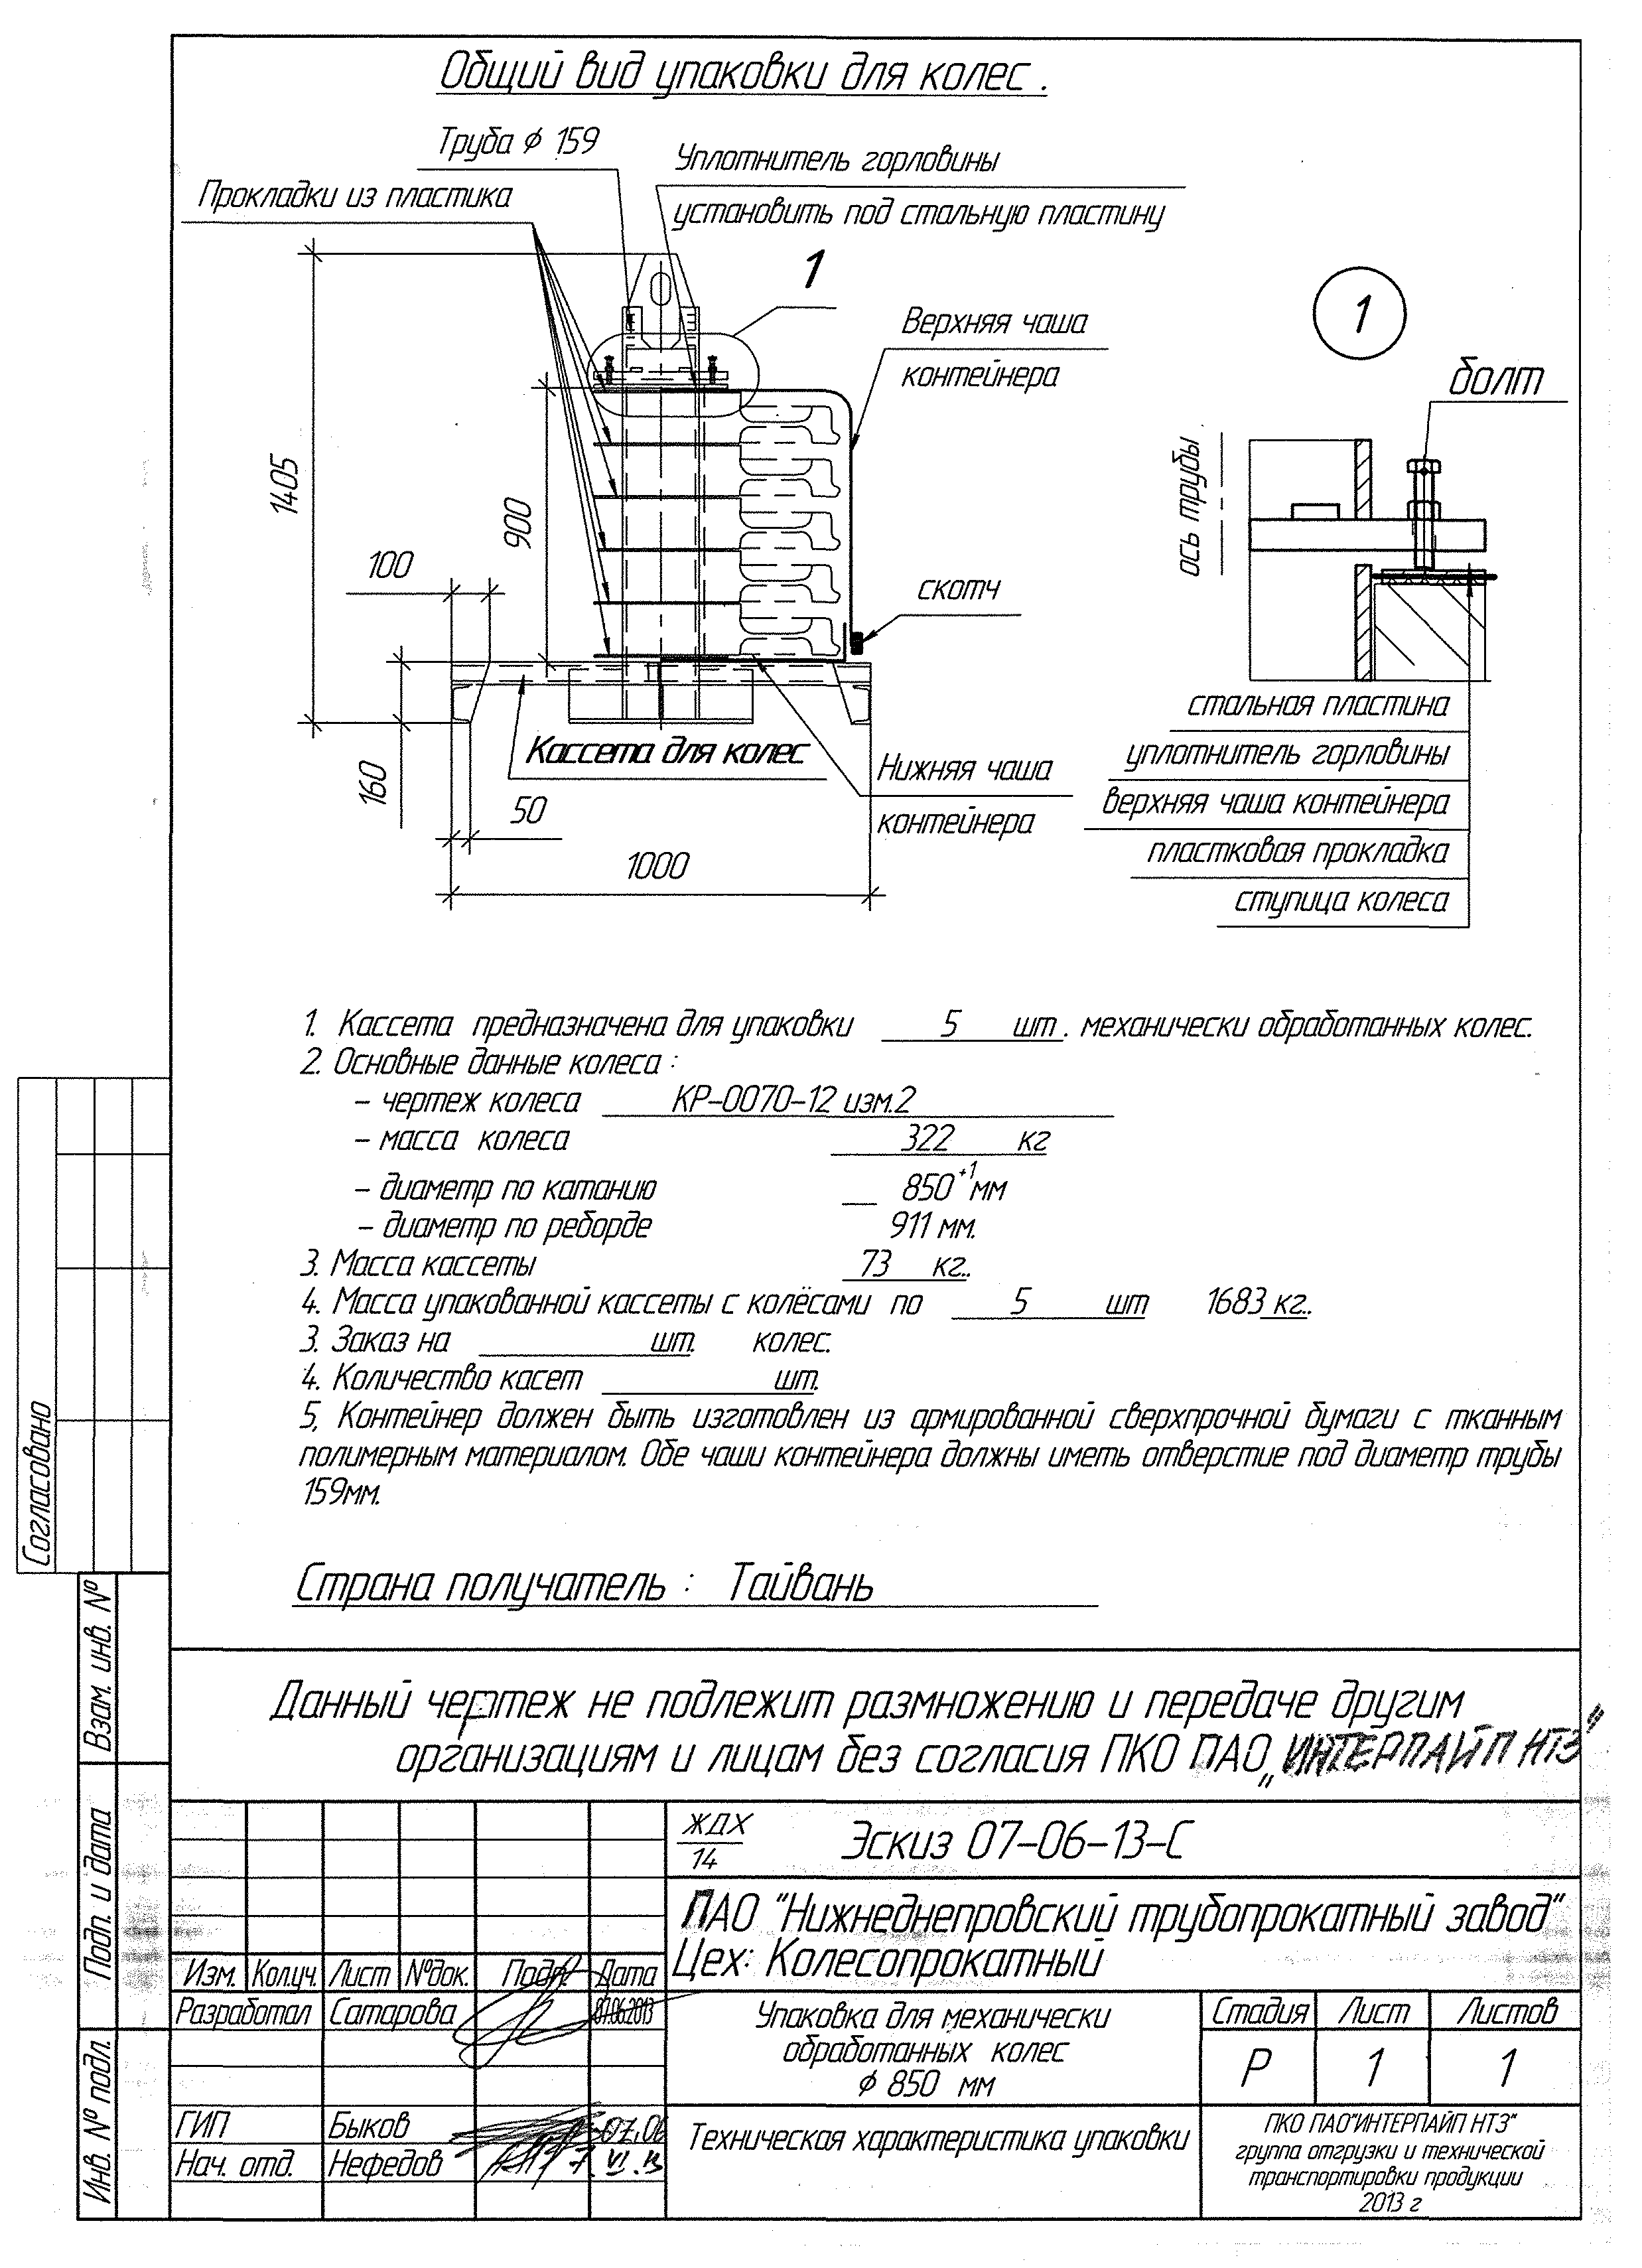 Общий вид упаковки для колес .
Труба ϕ 159
Уплотнитель горловины
установить под стальную пластину
Прокладки из пластика
1
Верхняя чаша
контейнера
1
болт
ось трубы
1405
900
100
скотч
160
50
1000
Кассета для колес
Нижняя чаша
контейнера
стальная пластина
уплотнитель горловины
верхняя чаша контейнера
пластковая прокладка
ступица колеса
1. Кассета предназначена для упаковки 5 шт. механически обработанных колес.
2. Основные данные колеса :
– чертеж колеса КР–0070–12 изм.2
– масса колеса 322 кг
– диаметр по катанию 850 +1 мм
– диаметр по реборде 911 мм.
3. Масса кассеты 73 кг..
4. Масса упакованной кассеты с колёсами по 5 шт 1683 кг..
3. Заказ на шт. колес.
4. Количество касет шт.
5, Контейнер должен быть изготовлен из армированной сверхпрочной бумаги с тканным
полимерным материалом. Обе чаши контейнера должны иметь отверстие под диаметр трубы
159мм.
Страна получатель : Тайвань
Данный чертеж не подлежит размножению и передаче другим
организациям и лицам без согласия ПКО ПАО „ИНТЕРПАЙП НТЗ"
Согласовано
Взам. инв. №
Подп. и дата
Инв. № подл.
ЖДХ
14
Эскиз 07–06–13–С
ПАО "Нижнеднепровский трубопрокатный завод"
Цех: Колесопрокатный
Изм. Кол.уч. Лист №док. Подп. Дата
Разработал Сатарова 07.06.2013
Упаковка для механически
обработанных колес
ϕ 850 мм
Стадия Лист Листов
Р 1 1
ГИП Быков 07.06
Нач. отд. Нефедов 7.VI.13
Техническая характеристика упаковки
ПКО ПАО"ИНТЕРПАЙП НТЗ"
группа отгрузки и технической
транспортировки продукции
2013 г